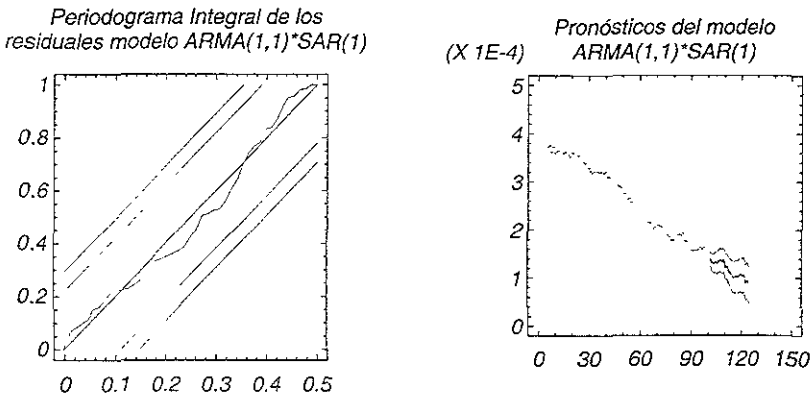 Periodograma Integral de los
residuales modelo ARMA(1,1)*SAR(1)
1
0.8
0.6
0.4
0.2
0
0 0.1 0.2 0.3 0.4 0.5
Pronósticos del modelo
(X 1E-4) ARMA(1,1)*SAR(1)
5
4
3
2
1
0
0 30 60 90 120 150